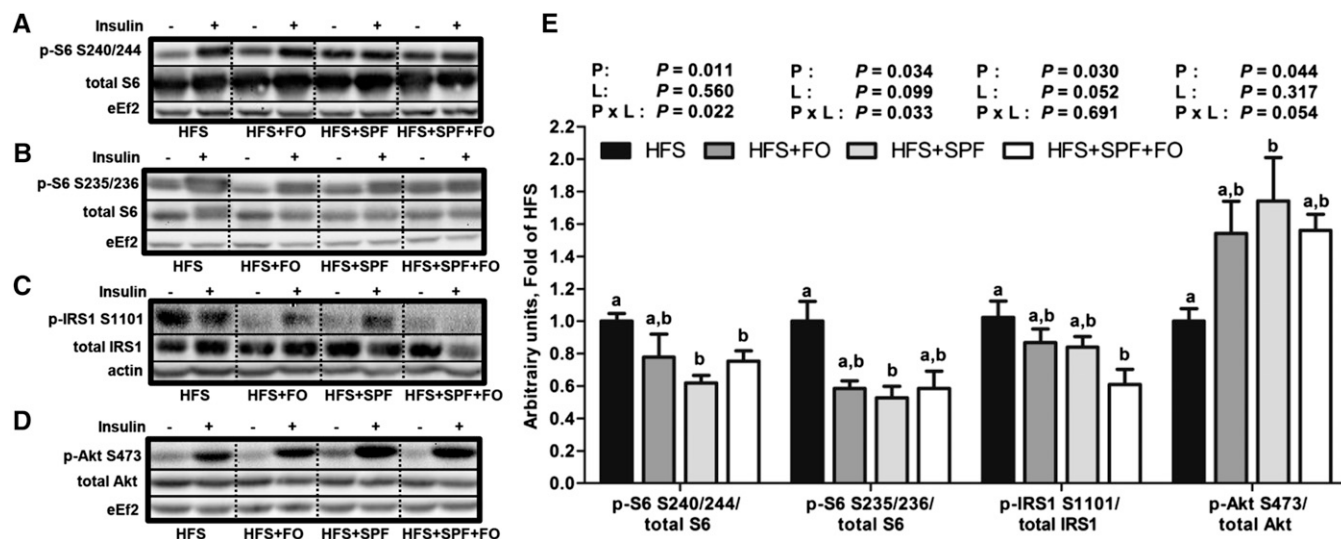 A
Insulin - + - + - + - +
p-S6 S240/244
total S6
eEf2
HFS HFS+FO HFS+SPF HFS+SPF+FO
B
Insulin - + - + - + - +
p-S6 S235/236
total S6
eEf2
HFS HFS+FO HFS+SPF HFS+SPF+FO
C
Insulin - + - + - + - +
p-IRS1 S1101
total IRS1
actin
HFS HFS+FO HFS+SPF HFS+SPF+FO
D
Insulin - + - + - + - +
p-Akt S473
total Akt
eEf2
HFS HFS+FO HFS+SPF HFS+SPF+FO
E
P : P = 0.011 P : P = 0.034 P : P = 0.030 P : P = 0.044
L : P = 0.560 L : P = 0.099 L : P = 0.052 L : P = 0.317
P x L : P = 0.022 P x L : P = 0.033 P x L : P = 0.691 P x L : P = 0.054
HFS HFS+FO HFS+SPF HFS+SPF+FO
Arbitrairy units, Fold of HFS
2.2
2.0
1.8
1.6
1.4
1.2
1.0
0.8
0.6
0.4
0.2
0.0
a a,b b b
a a,b b a,b
a a,b a,b b
a a,b b a,b
p-S6 S240/244/ p-S6 S235/236/ p-IRS1 S1101/ p-Akt S473/
total S6 total S6 total IRS1 total Akt